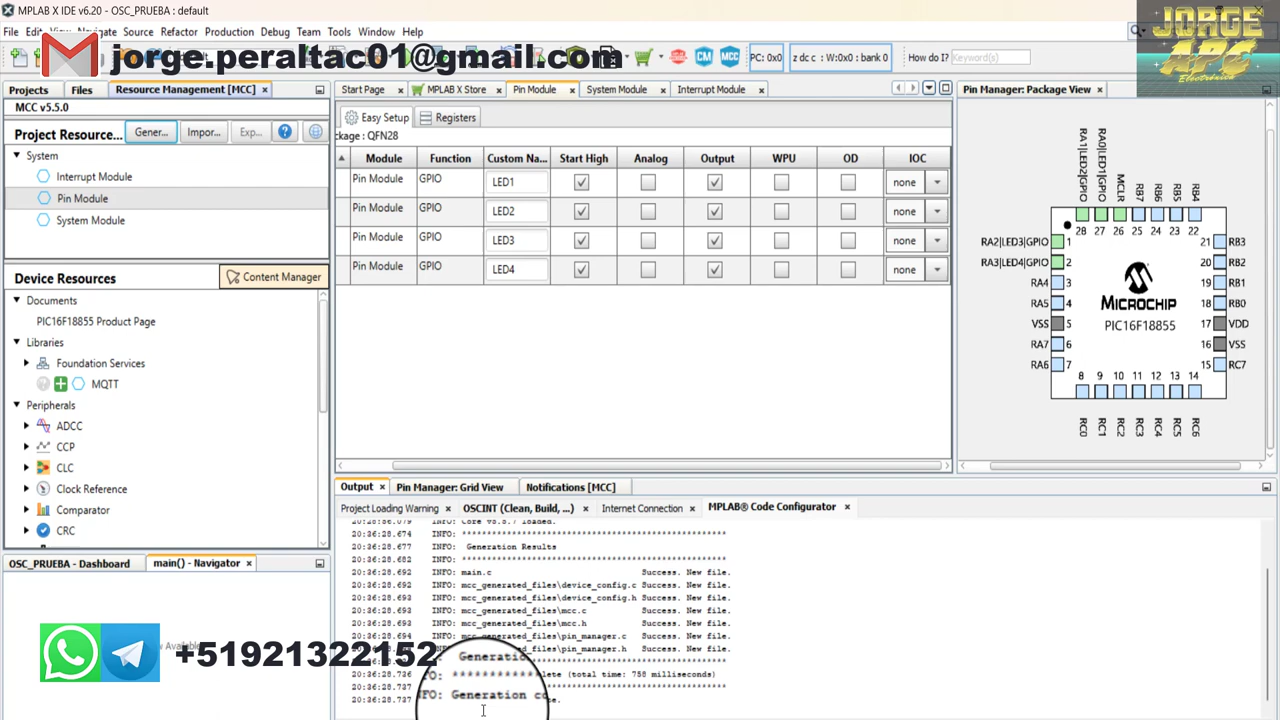 MPLAB X IDE v6.20 - OSC_PRUEBA : default
File Edit View Navigate Source Refactor Production Debug Team Tools Window Help
JORGE
APC
Electrónica
jorge.peraltac01@gmail.com
PC: 0x0
z dc c : W:0x0 : bank 0
How do I? Keyword(s)
Projects Files Resource Management [MCC] ×
MCC v5.5.0
Project Resource... Gener... Impor... Exp...
System
Interrupt Module
Pin Module
System Module
Device Resources Content Manager
Documents
PIC16F18855 Product Page
Libraries
Foundation Services
MQTT
Peripherals
ADCC
CCP
CLC
Clock Reference
Comparator
CRC
Start Page MPLAB X Store Pin Module System Module Interrupt Module
Easy Setup Registers
ckage : QFN28
Module Function Custom Na... Start High Analog Output WPU OD IOC
Pin Module GPIO LED1 none
Pin Module GPIO LED2 none
Pin Module GPIO LED3 none
Pin Module GPIO LED4 none
Pin Manager: Package View ×
RA1|LED2|GPIO RA0|LED1|GPIO MCLR RB7 RB6 RB5 RB4
28 27 26 25 24 23 22
RA2|LED3|GPIO 1 21 RB3
RA3|LED4|GPIO 2 20 RB2
RA4 3 19 RB1
RA5 4 18 RB0
VSS 5 17 VDD
RA7 6 16 VSS
RA6 7 15 RC7
MICROCHIP
PIC16F18855
8 9 10 11 12 13 14
RC0 RC1 RC2 RC3 RC4 RC5 RC6
Output × Pin Manager: Grid View Notifications [MCC]
Project Loading Warning × OSCINT (Clean, Build, ...) × Internet Connection × MPLAB® Code Configurator ×
loaded.
20:36:28.674 INFO: *********************************************
20:36:28.677 INFO: Generation Results
20:36:28.682 INFO: *********************************************
20:36:28.692 INFO: main.c Success. New file.
20:36:28.692 INFO: mcc_generated_files\device_config.c Success. New file.
20:36:28.693 INFO: mcc_generated_files\device_config.h Success. New file.
20:36:28.693 INFO: mcc_generated_files\mcc.c Success. New file.
20:36:28.693 INFO: mcc_generated_files\mcc.h Success. New file.
20:36:28.694 INFO: mcc_generated_files\pin_manager.c Success. New file.
mcc_generated_files\pin_manager.h Success. New file.
(total time: 758 milliseconds)
20:36:28.737
20:36:28.737 Generation
OSC_PRUEBA - Dashboard main() - Navigator ×
+51921322152